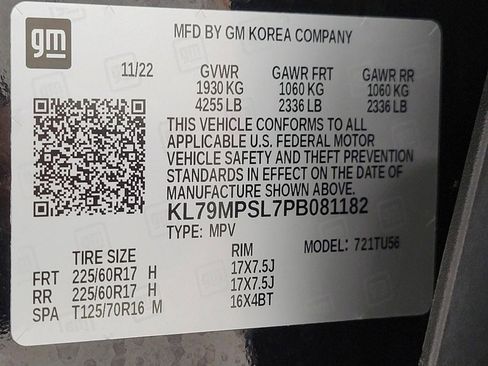 gm
MFD BY GM KOREA COMPANY
11/22 GVWR GAWR FRT GAWR RR
1930 KG 1060 KG 1060 KG
4255 LB 2336 LB 2336 LB
THIS VEHICLE CONFORMS TO ALL
APPLICABLE U.S. FEDERAL MOTOR
VEHICLE SAFETY AND THEFT PREVENTION
STANDARDS IN EFFECT ON THE DATE OF
MANUFACTURE SHOWN ABOVE.
KL79MPSL7PB081182
TYPE: MPV MODEL: 721TU56
TIRE SIZE RIM
FRT 225/60R17 H 17X7.5J
RR 225/60R17 H 17X7.5J
SPA T125/70R16 M 16X4BT